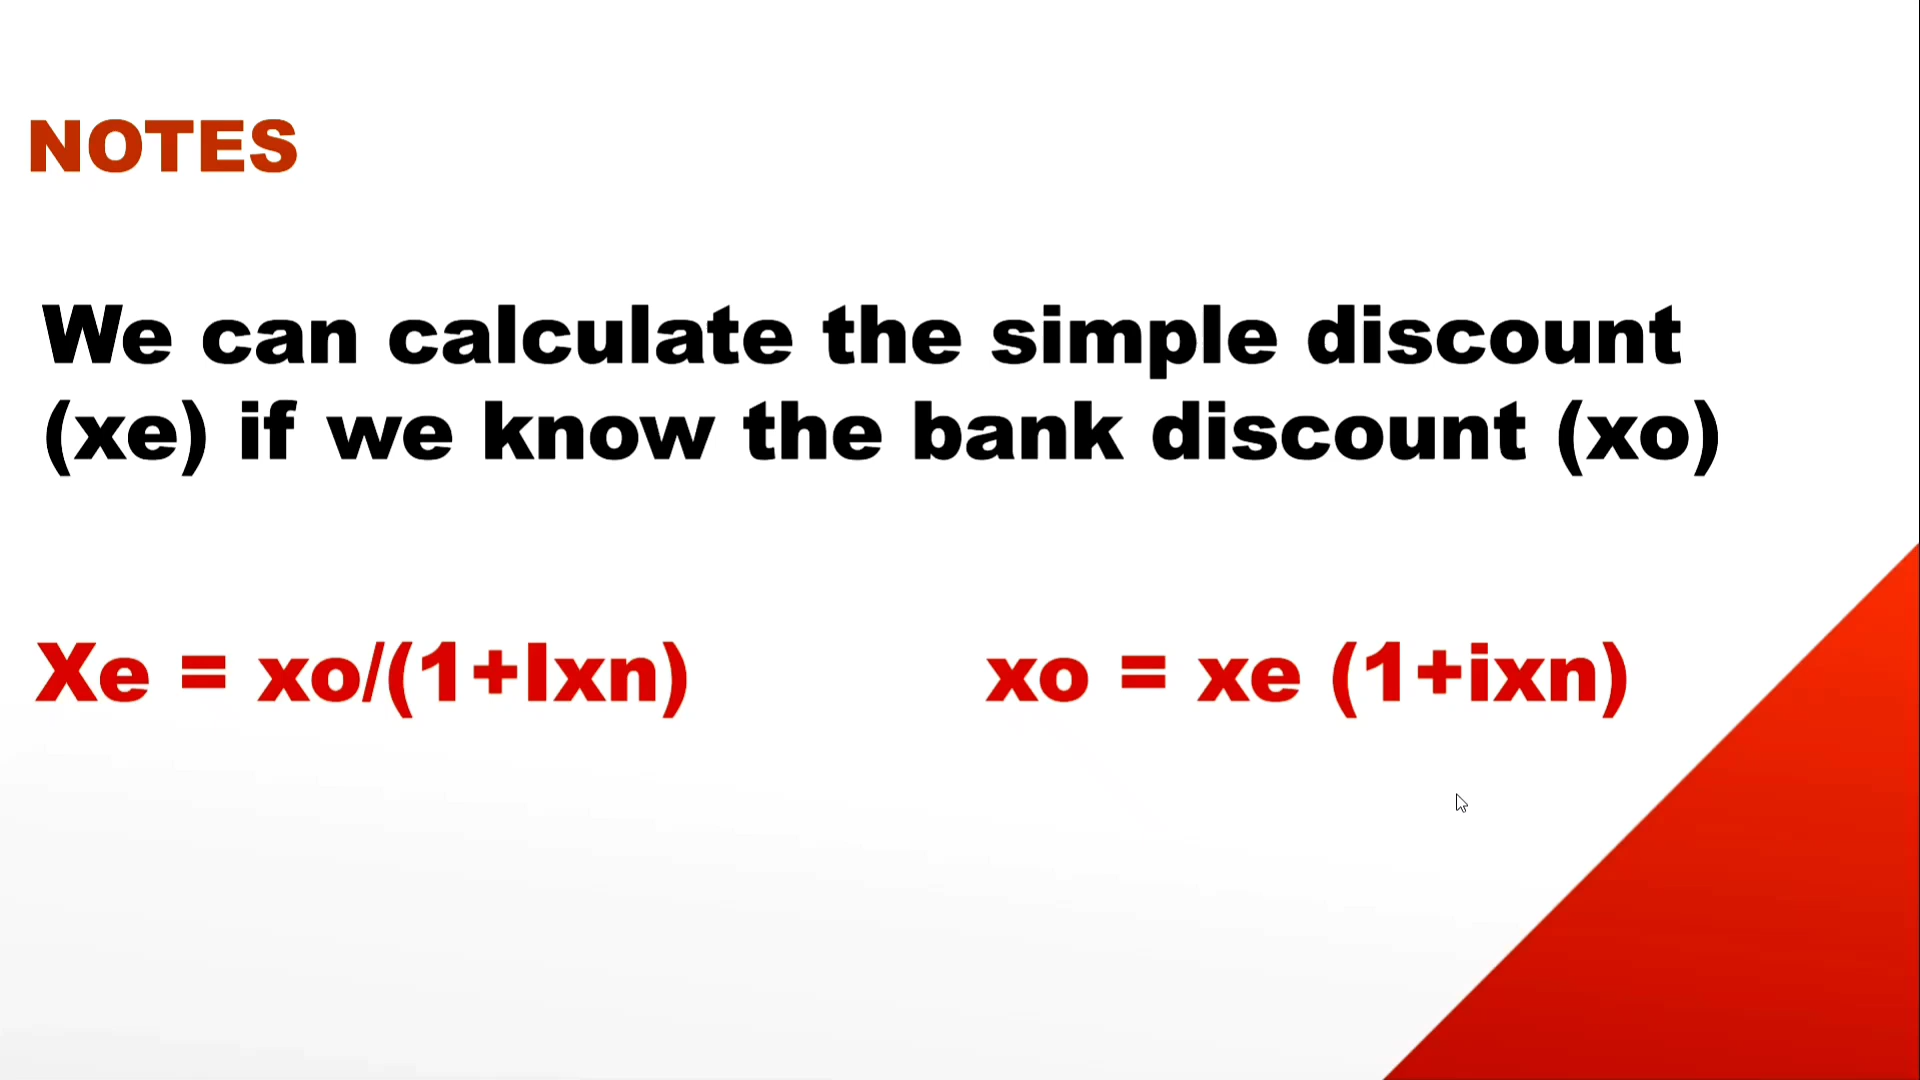 NOTES
We can calculate the simple discount
(xe) if we know the bank discount (xo)
Xe = xo/(1+Ixn) xo = xe (1+ixn)